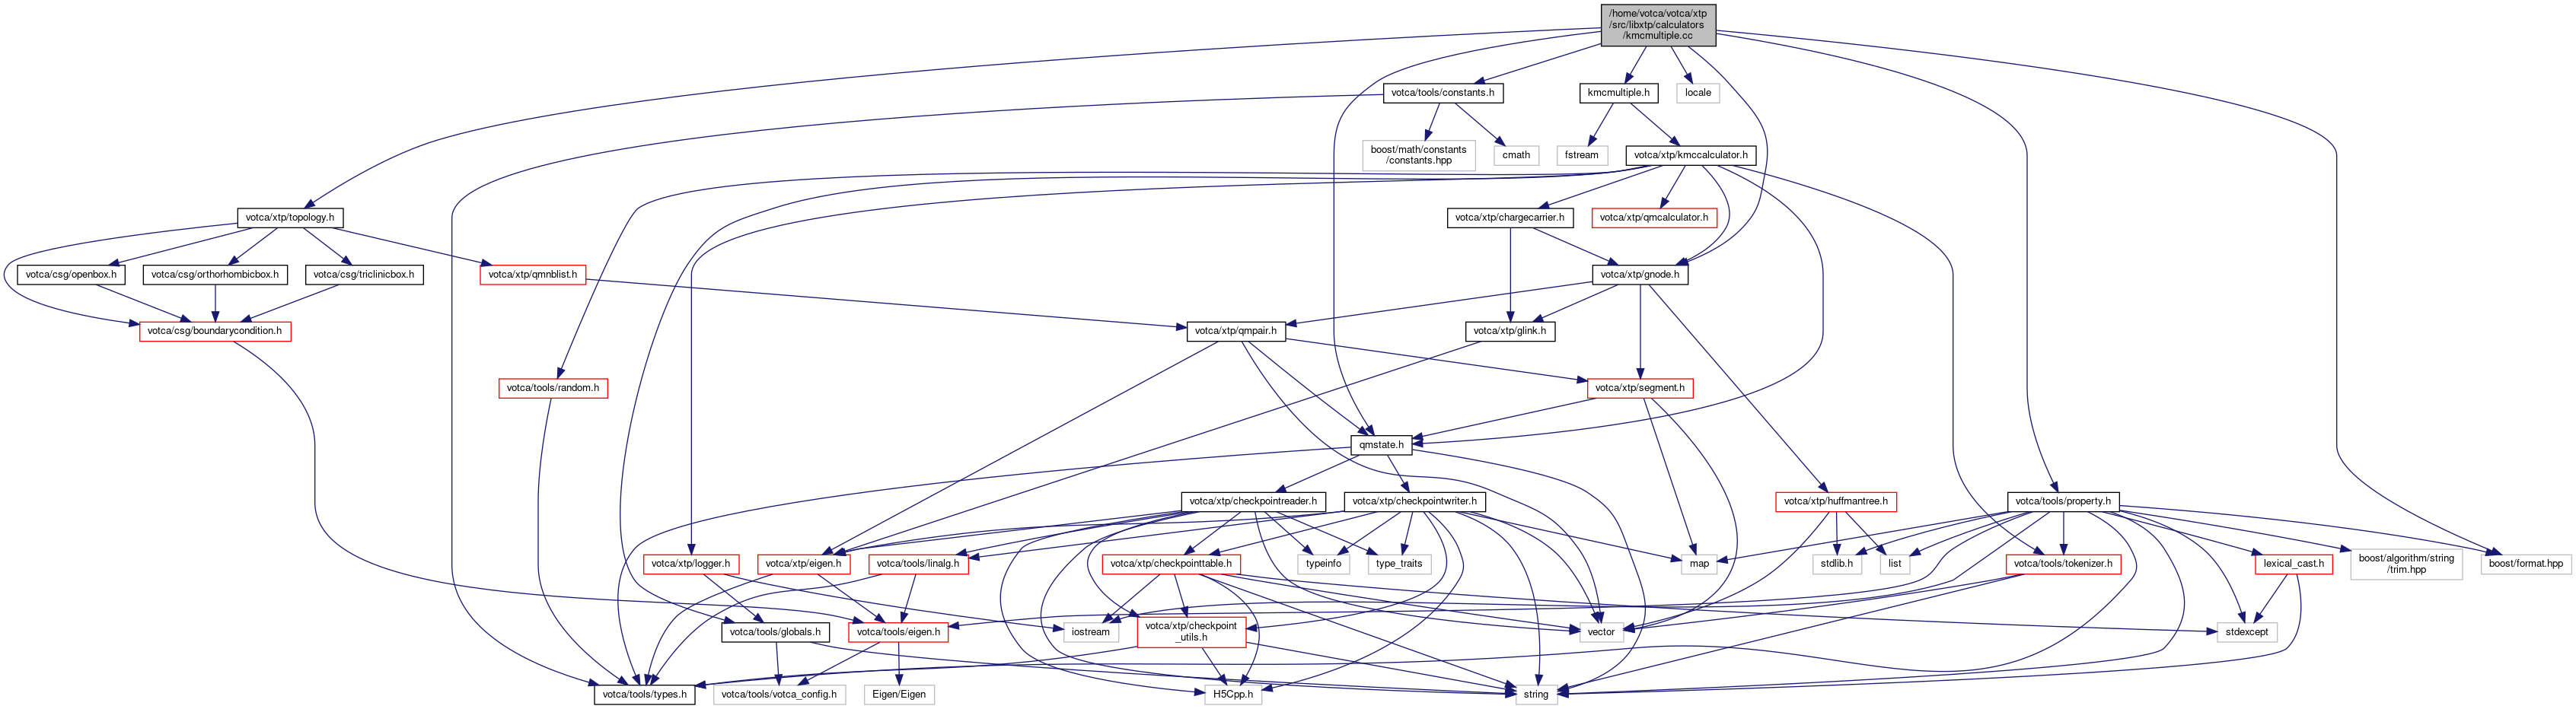 /home/votca/votca/xtp
/src/libxtp/calculators
/kmcmultiple.cc
votca/tools/constants.h
kmcmultiple.h
locale
boost/math/constants
/constants.hpp
cmath
fstream
votca/xtp/kmccalculator.h
votca/xtp/topology.h
votca/xtp/chargecarrier.h
votca/xtp/qmcalculator.h
votca/csg/openbox.h
votca/csg/orthorhombicbox.h
votca/csg/triclinicbox.h
votca/xtp/qmnblist.h
votca/xtp/gnode.h
votca/csg/boundarycondition.h
votca/xtp/qmpair.h
votca/xtp/glink.h
votca/tools/random.h
votca/xtp/segment.h
qmstate.h
votca/xtp/checkpointreader.h
votca/xtp/checkpointwriter.h
votca/xtp/huffmantree.h
votca/tools/property.h
votca/xtp/logger.h
votca/xtp/eigen.h
votca/tools/linalg.h
votca/xtp/checkpointtable.h
typeinfo
type_traits
map
stdlib.h
list
votca/tools/tokenizer.h
lexical_cast.h
boost/algorithm/string
/trim.hpp
boost/format.hpp
votca/tools/globals.h
votca/tools/eigen.h
iostream
votca/xtp/checkpoint
_utils.h
vector
stdexcept
votca/tools/types.h
votca/tools/votca_config.h
Eigen/Eigen
H5Cpp.h
string